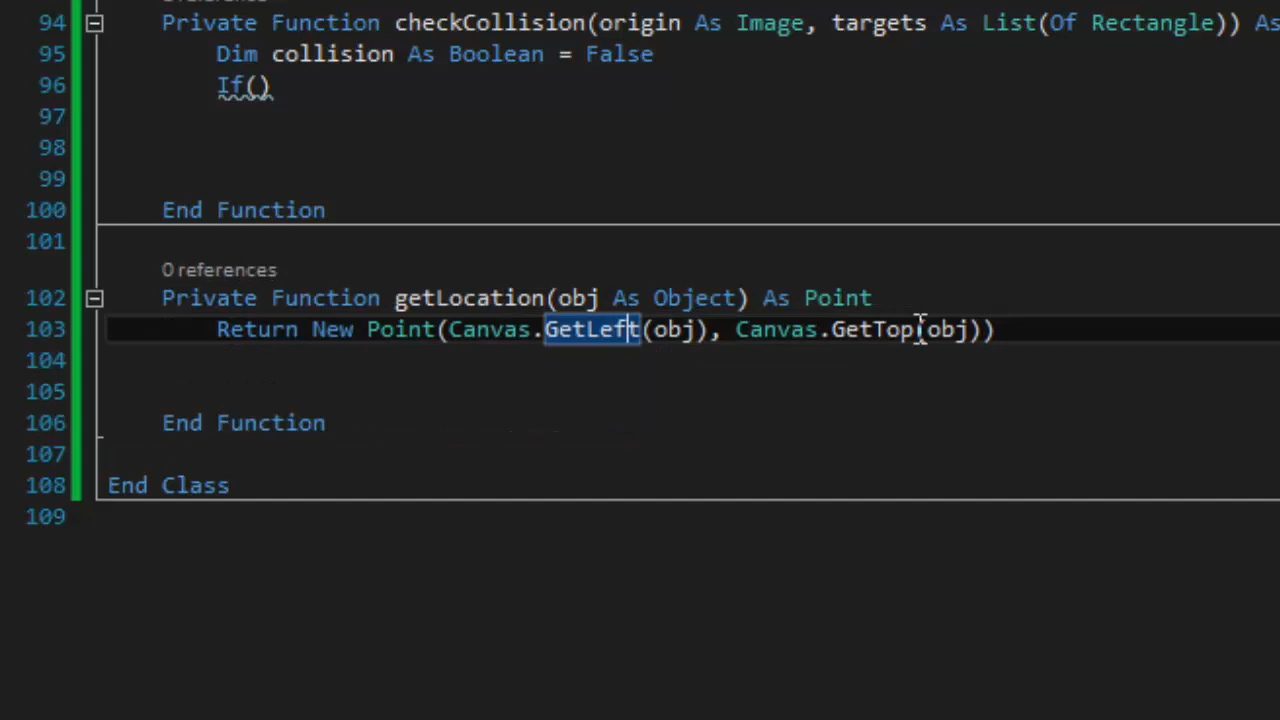 94 Private Function checkCollision(origin As Image, targets As List(Of Rectangle)) As
95 Dim collision As Boolean = False
96 If()
97
98
99
100 End Function
101
0 references
102 Private Function getLocation(obj As Object) As Point
103 Return New Point(Canvas.GetLeft(obj), Canvas.GetTop(obj))
104
105
106 End Function
107
108 End Class
109